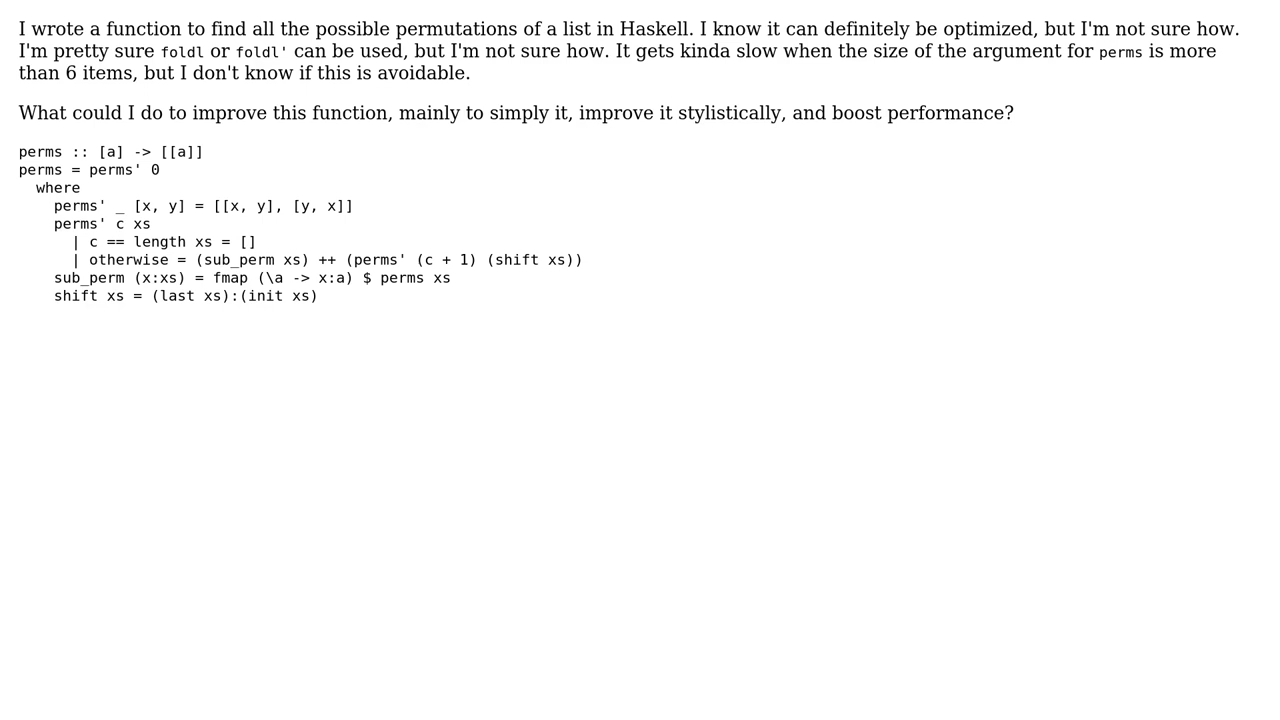 I wrote a function to find all the possible permutations of a list in Haskell. I know it can definitely be optimized, but I'm not sure how.
I'm pretty sure foldl or foldl' can be used, but I'm not sure how. It gets kinda slow when the size of the argument for perms is more
than 6 items, but I don't know if this is avoidable.
What could I do to improve this function, mainly to simply it, improve it stylistically, and boost performance?
perms :: [a] -> [[a]]
perms = perms' 0
  where
    perms' _ [x, y] = [[x, y], [y, x]]
    perms' c xs
      | c == length xs = []
      | otherwise = (sub_perm xs) ++ (perms' (c + 1) (shift xs))
    sub_perm (x:xs) = fmap (\a -> x:a) $ perms xs
    shift xs = (last xs):(init xs)